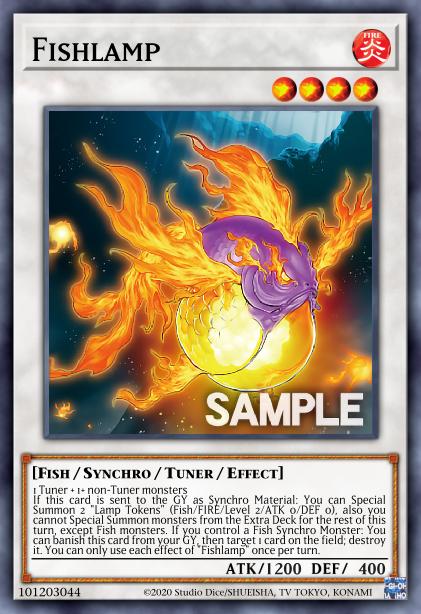 FISHLAMP
FIRE
炎
SAMPLE
[FISH / SYNCHRO / TUNER / EFFECT]
1 Tuner + 1+ non-Tuner monsters
If this card is sent to the GY as Synchro Material: You can Special
Summon 2 "Lamp Tokens" (Fish/FIRE/Level 2/ATK 0/DEF 0), also you
cannot Special Summon monsters from the Extra Deck for the rest of this
turn, except Fish monsters. If you control a Fish Synchro Monster: You
can banish this card from your GY, then target 1 card on the field; destroy
it. You can only use each effect of "Fishlamp" once per turn.
ATK/1200 DEF/ 400
101203044 ©2020 Studio Dice/SHUEISHA, TV TOKYO, KONAMI